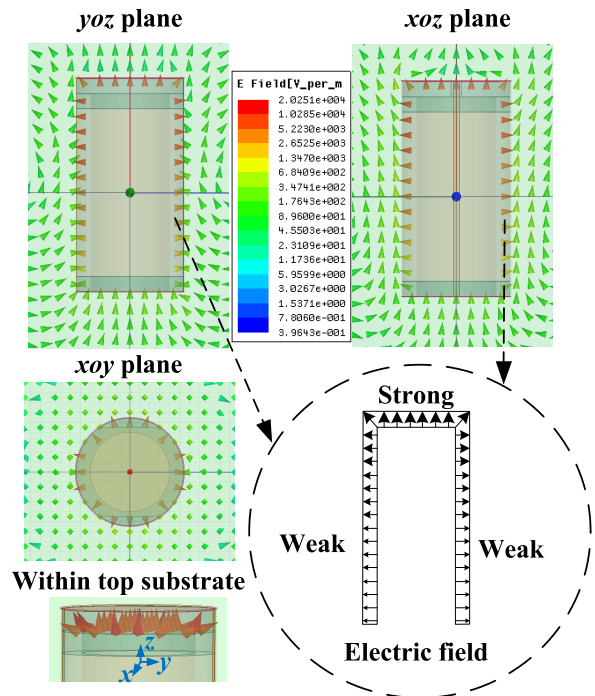 yoz plane
xoz plane
E Field[V_per_m
2.0251e+004
1.0285e+004
5.2230e+003
2.6525e+003
1.3470e+003
6.8409e+002
3.4741e+002
1.7643e+002
8.9600e+001
4.5504e+001
2.3109e+001
1.1736e+001
5.9599e+000
3.0267e+000
1.5371e+000
7.8060e-001
3.9643e-001
xoy plane
Strong
Weak
Weak
Electric field
Within top substrate
z
x
y